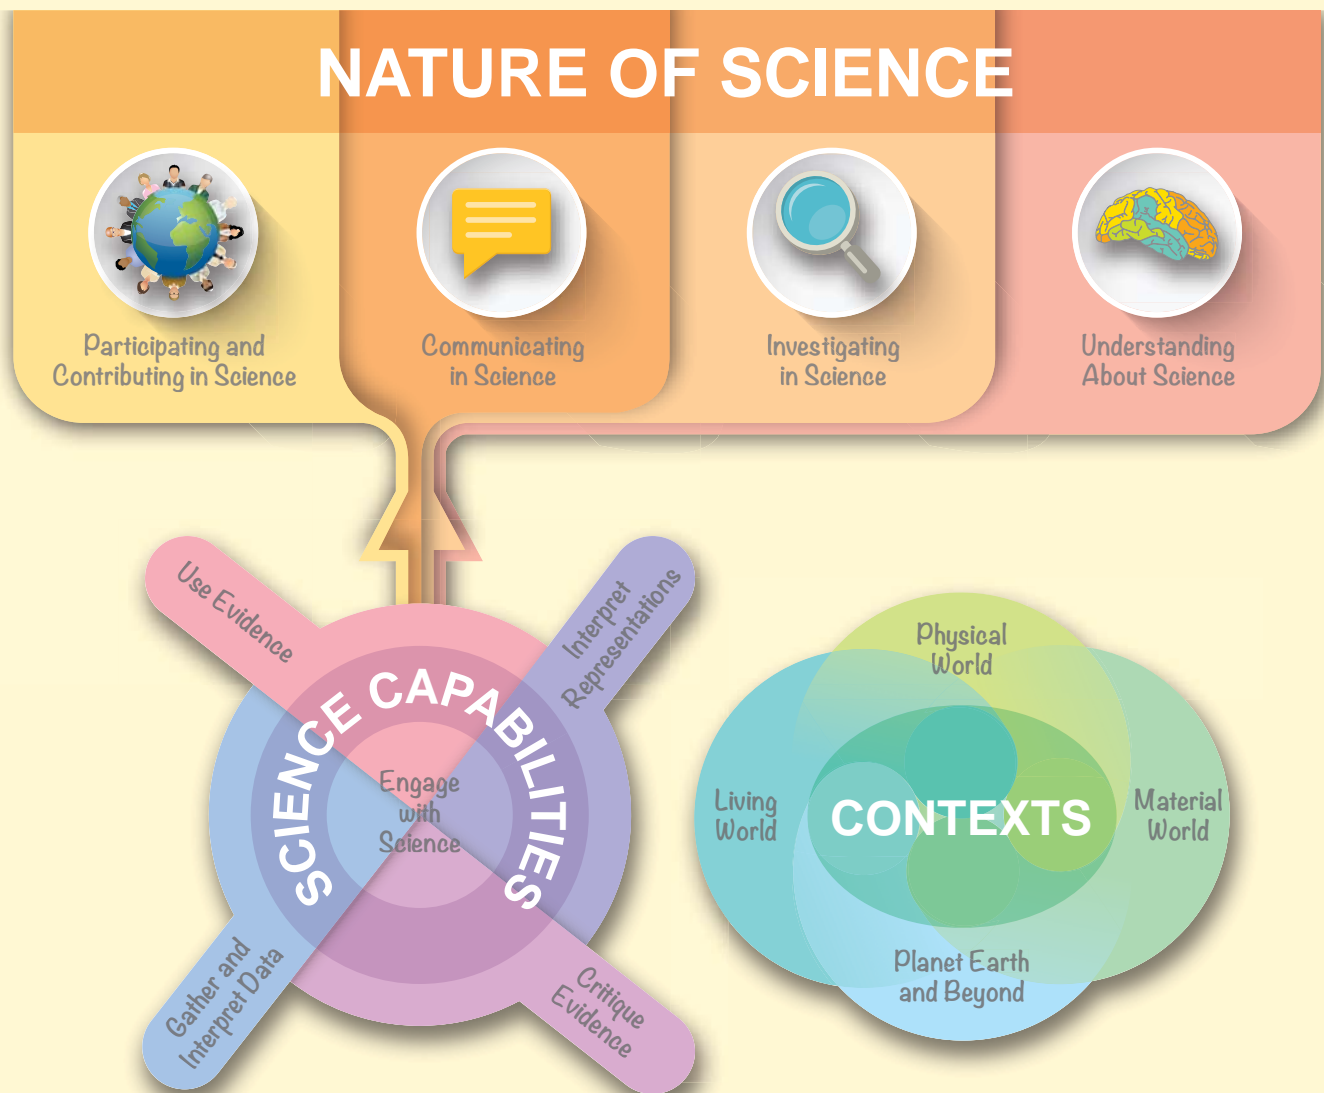 NATURE OF SCIENCE
Participating and
Contributing in Science
Communicating
in Science
Investigating
in Science
Understanding
About Science
Use Evidence
Interpret
Representations
SCIENCE CAPABILITIES
Engage
with
Science
Gather and
Interpret Data
Critique
Evidence
Physical
World
Living
World
CONTEXTS
Material
World
Planet Earth
and Beyond